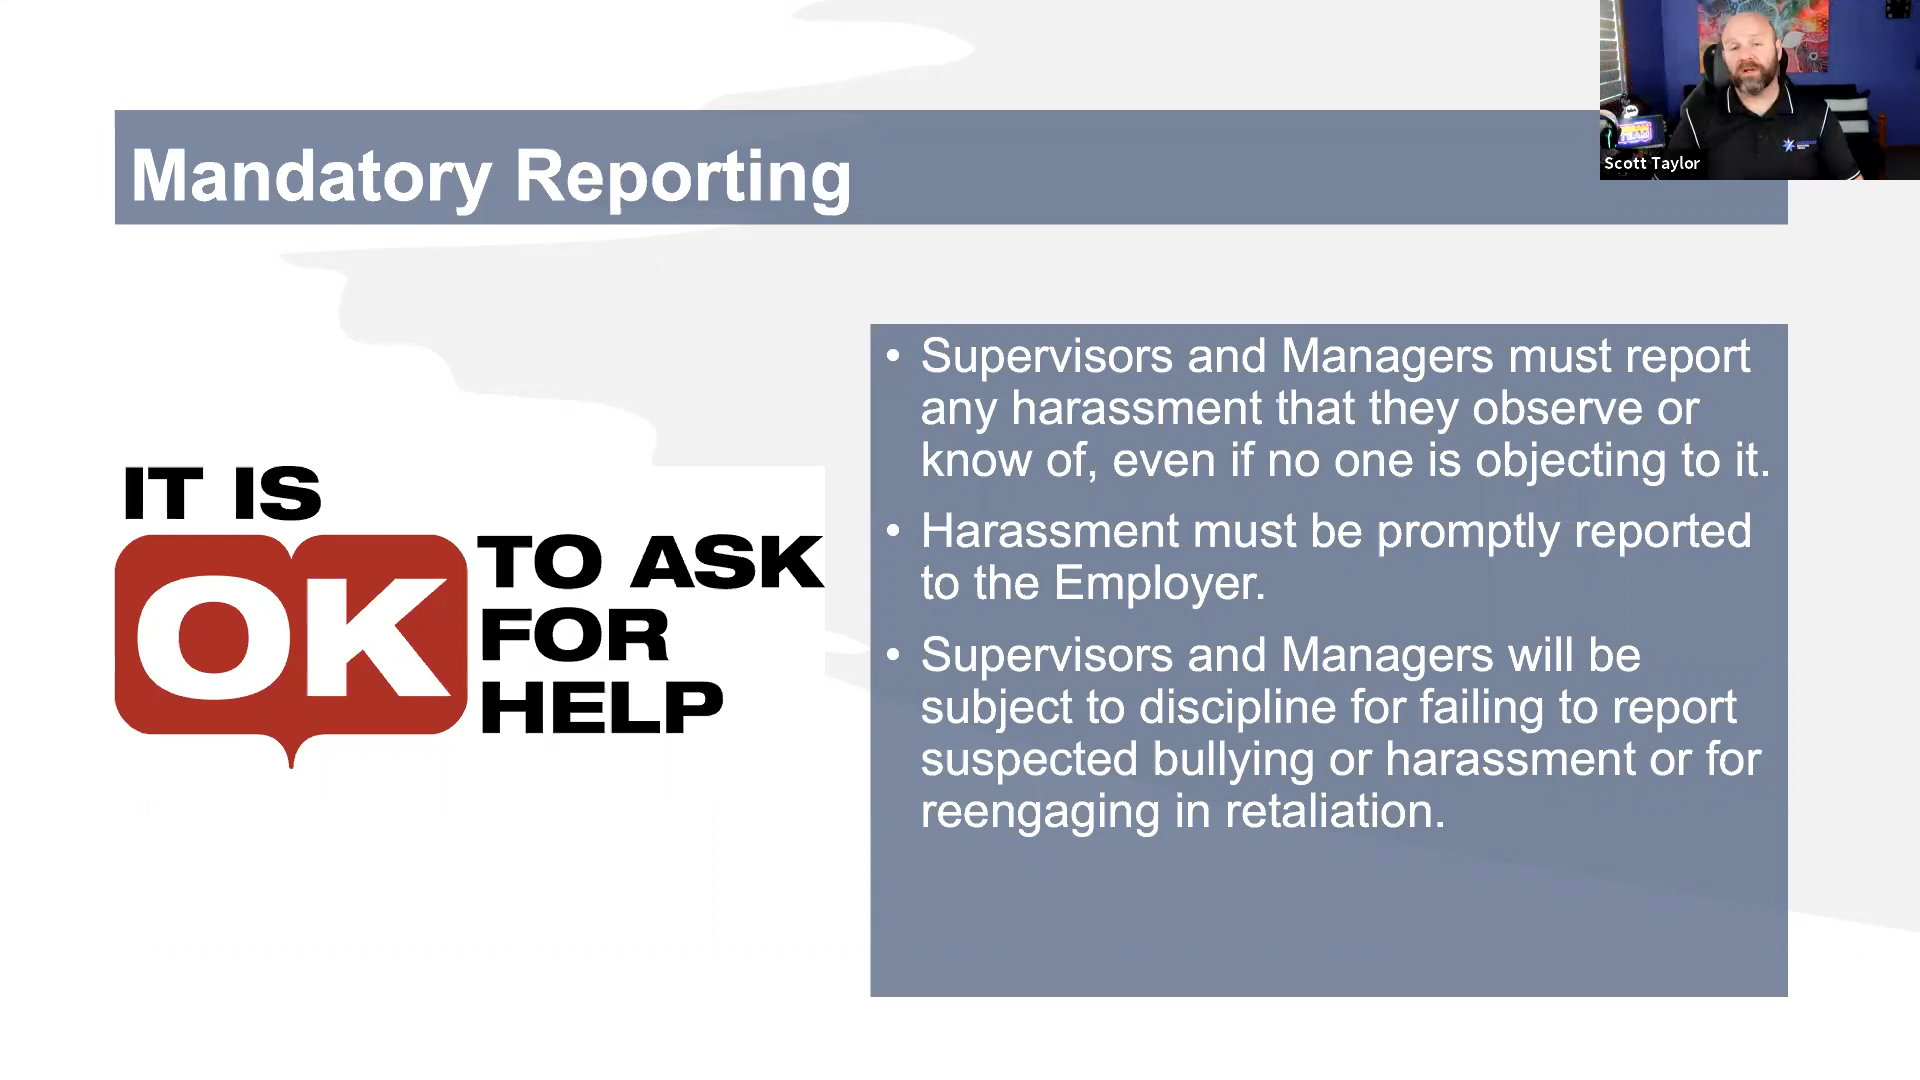 Mandatory Reporting
Scott Taylor
IT IS
OK
TO ASK
FOR
HELP
• Supervisors and Managers must report
any harassment that they observe or
know of, even if no one is objecting to it.
• Harassment must be promptly reported
to the Employer.
• Supervisors and Managers will be
subject to discipline for failing to report
suspected bullying or harassment or for
reengaging in retaliation.